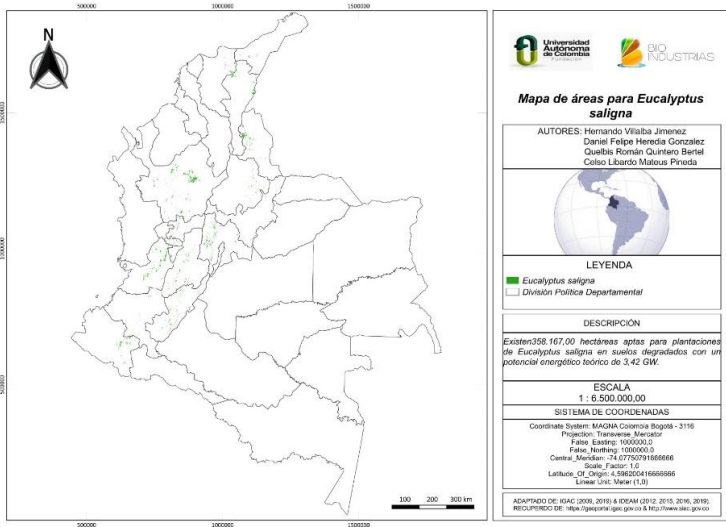 500000 1000000 1500000
N
1500000
1000000
500000
100 200 300 km
500000 1000000 1500000
Universidad
Autónoma
de Colombia
Fundación
BIO
INDUSTRIAS
Mapa de áreas para Eucalyptus
saligna
AUTORES: Hernando Villalba Jimenez
Daniel Felipe Heredia Gonzalez
Quelbis Román Quintero Bertel
Celso Libardo Mateus Pineda
LEYENDA
Eucalyptus saligna
División Política Departamental
DESCRIPCIÓN
Existen358.167,00 hectáreas aptas para plantaciones
de Eucalyptus saligna en suelos degradados con un
potencial energético teórico de 3,42 GW.
ESCALA
1 : 6.500.000,00
SISTEMA DE COORDENADAS
Coordinate System: MAGNA Colombia Bogotá - 3116
Projection: Transverse_Mercator
False_Easting: 1000000,0
False_Northing: 1000000,0
Central_Meridian: -74,07750791666666
Scale_Factor: 1,0
Latitude_Of_Origin: 4,596200416666666
Linear Unit: Meter (1,0)
ADAPTADO DE: IGAC (2009, 2019) & IDEAM (2012, 2015, 2016, 2019).
RECUPERDO DE: https://geoportal.igac.gov.co & http://www.siac.gov.co